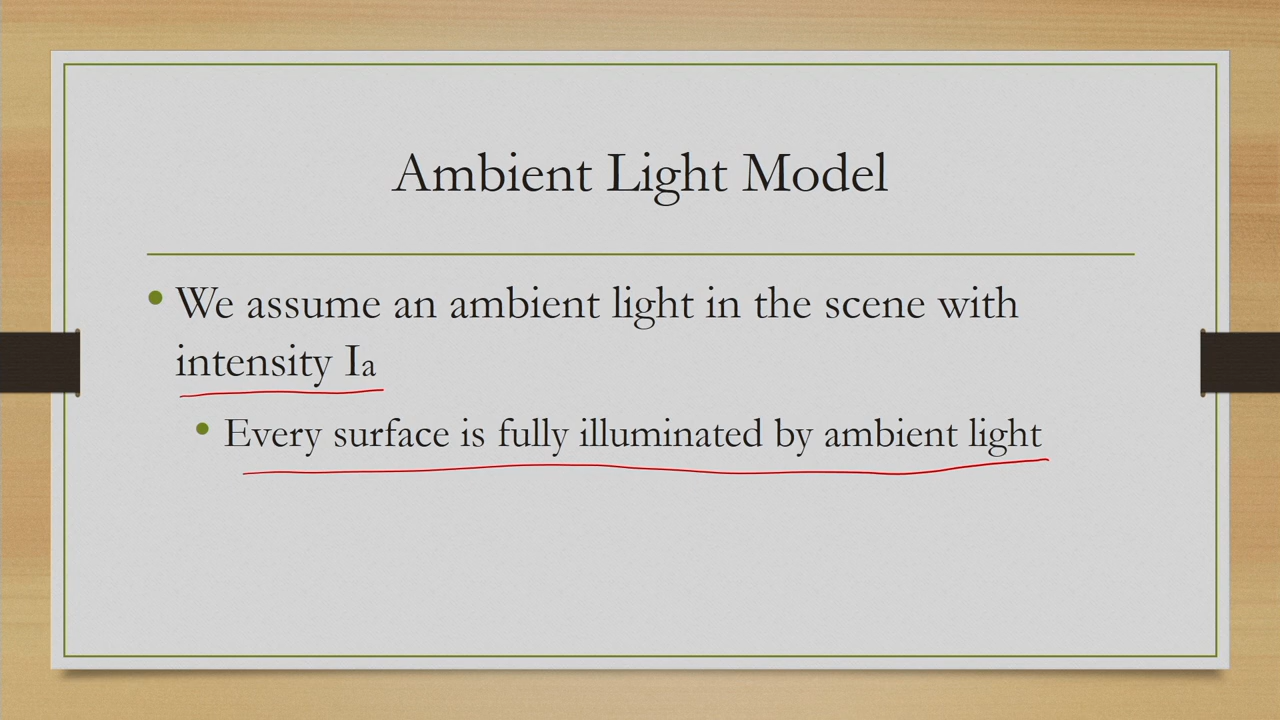 Ambient Light Model
• We assume an ambient light in the scene with
intensity Ia
• Every surface is fully illuminated by ambient light